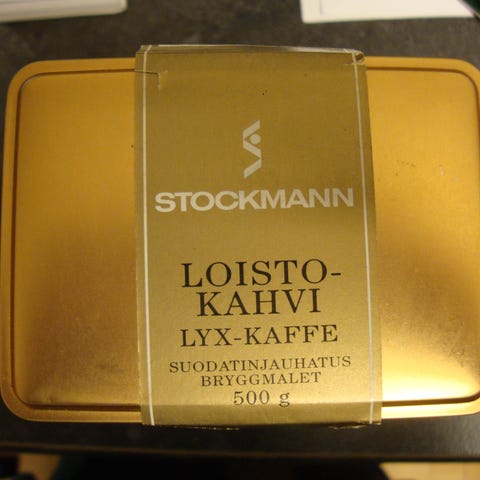 STOCKMANN
LOISTO-
KAHVI
LYX-KAFFE
SUODATINJAUHATUS
BRYGGMALET
500 g